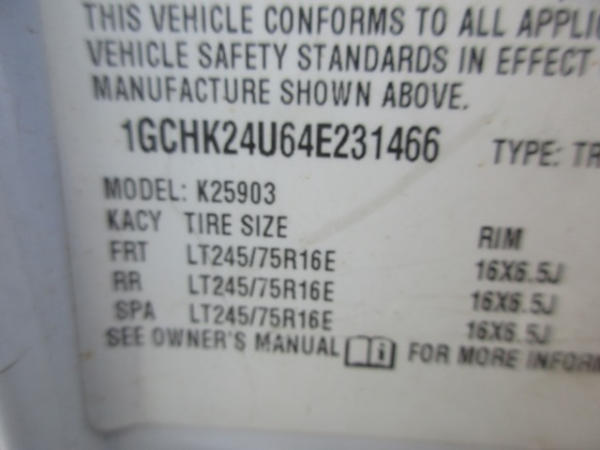 THIS VEHICLE CONFORMS TO ALL
VEHICLE SAFETY STANDARDS IN EFFECT
MANUFACTURE SHOWN ABOVE.
1GCHK24U64E231466 TYPE: TR
MODEL: K25903
KACY TIRE SIZE RIM
FRT LT245/75R16E 16X6.5J
RR LT245/75R16E 16X6.5J
SPA LT245/75R16E 16X6.5J
SEE OWNER'S MANUAL FOR MORE